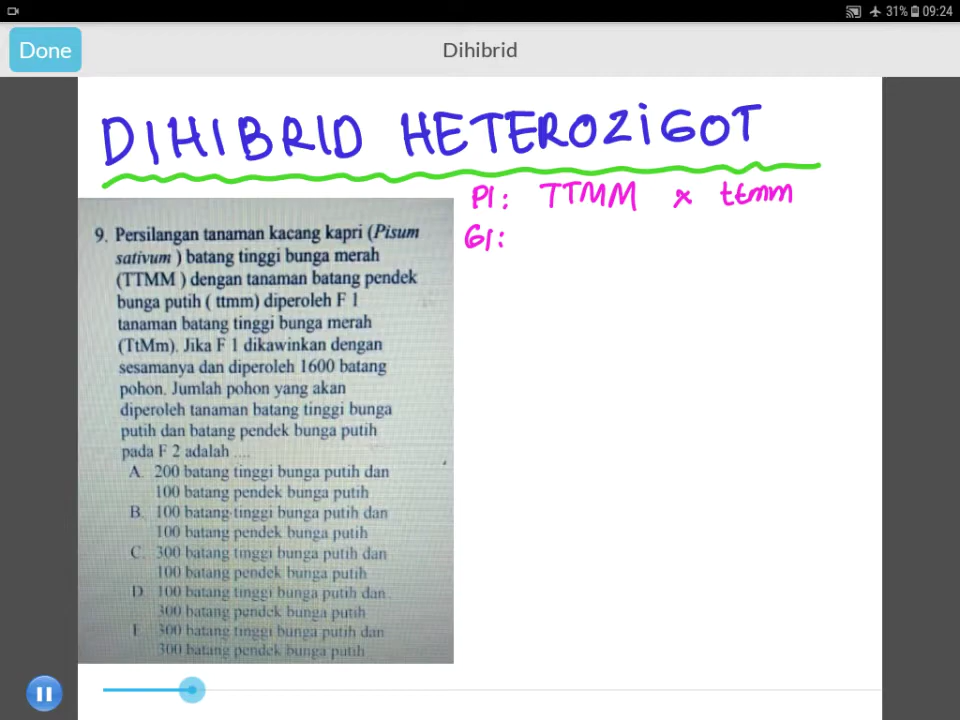 31% 09:24
Done
Dihibrid
DIHIBRID HETEROZiGOT
P1: TTMM x ttmm
G1:
9. Persilangan tanaman kacang kapri (Pisum
sativum ) batang tinggi bunga merah
(TTMM ) dengan tanaman batang pendek
bunga putih ( ttmm) diperoleh F 1
tanaman batang tinggi bunga merah
(TtMm). Jika F 1 dikawinkan dengan
sesamanya dan diperoleh 1600 batang
pohon. Jumlah pohon yang akan
diperoleh tanaman batang tinggi bunga
putih dan batang pendek bunga putih
pada F 2 adalah ....
A. 200 batang tinggi bunga putih dan
100 batang pendek bunga putih
B. 100 batang tinggi bunga putih dan
100 batang pendek bunga putih
C. 300 batang tinggi bunga putih dan
100 batang pendek bunga putih
D. 100 batang tinggi bunga putih dan
300 batang pendek bunga putih
E. 300 batang tinggi bunga putih dan
300 batang pendek bunga putih